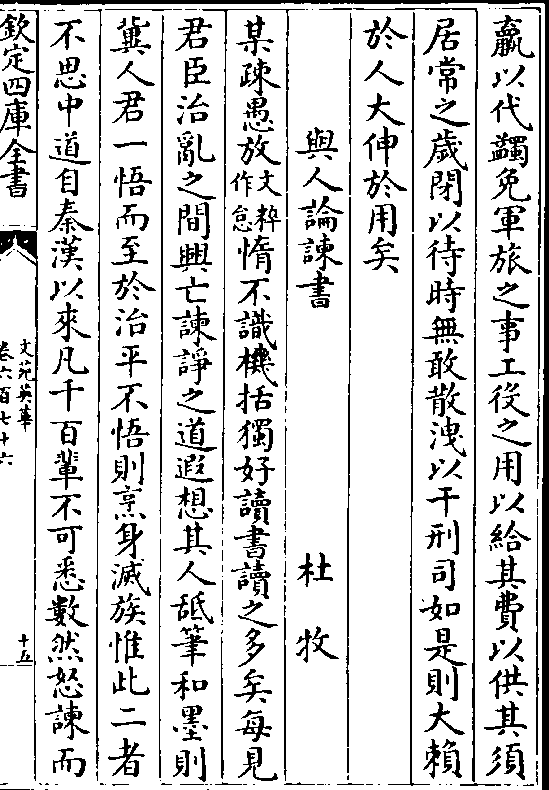 羸以代蠲免軍旅之事工役之用以給其費以供其須
居常之歲閉以待時無敢散洩以干刑司如是則大賴
於人大伸於用矣
與人論諫書 杜牧
某疎愚放文粹作怠惰不識機括獨好讀書讀之多矣每見
君臣治亂之間興亡諫諍之道遐想其人舐筆和墨則
冀人君一悟而至於治平不悟則烹身滅族惟此二者
不思中道自秦漢以來凡千百輩不可悉數然怒諫而
欽定四庫全書
文苑英華
卷六百七十六
十五